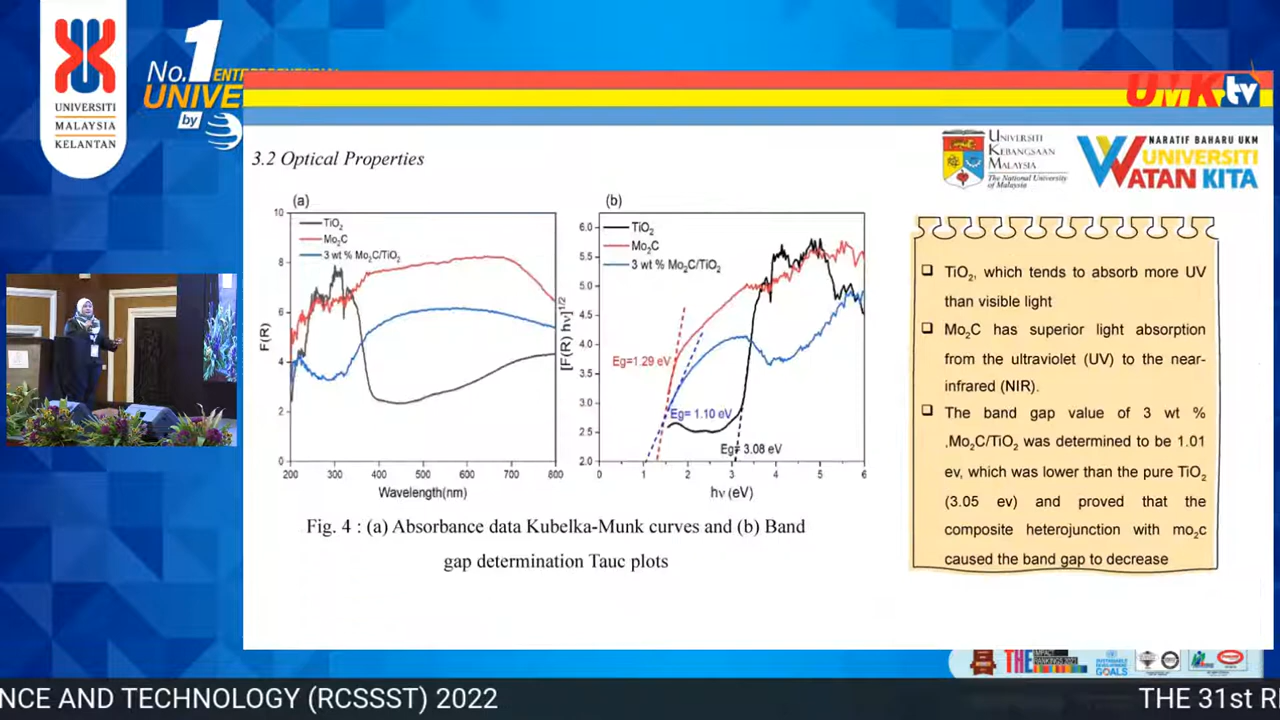 UNIVERSITI
MALAYSIA
KELANTAN
No.1
ENTREPRENEURIAL
UNIVE
by
UMKtv
3.2 Optical Properties
UNIVERSITI
KEBANGSAAN
MALAYSIA
The National University
of Malaysia
NARATIF BAHARU UKM
UNIVERSITI
WATAN KITA
(a)
TiO2
Mo2C
3 wt % Mo2C/TiO2
F(R)
10
8
6
4
2
0
200 300 400 500 600 700 800
Wavelength(nm)
(b)
TiO2
Mo2C
3 wt % Mo2C/TiO2
[F(R) hν]1/2
6.0
5.5
5.0
4.5
4.0
3.5
3.0
2.5
2.0
Eg=1.29 eV
Eg= 1.10 eV
Eg= 3.08 eV
0 1 2 3 4 5 6
hν (eV)
Fig. 4 : (a) Absorbance data Kubelka-Munk curves and (b) Band
gap determination Tauc plots
TiO2, which tends to absorb more UV
than visible light
Mo2C has superior light absorption
from the ultraviolet (UV) to the near-
infrared (NIR).
The band gap value of 3 wt %
.Mo2C/TiO2 was determined to be 1.01
ev, which was lower than the pure TiO2
(3.05 ev) and proved that the
composite heterojunction with mo2c
caused the band gap to decrease
THE
IMPACT
RANKINGS
SUSTAINABLE
DEVELOPMENT
GOALS
NCE AND TECHNOLOGY (RCSSST) 2022
THE 31st R